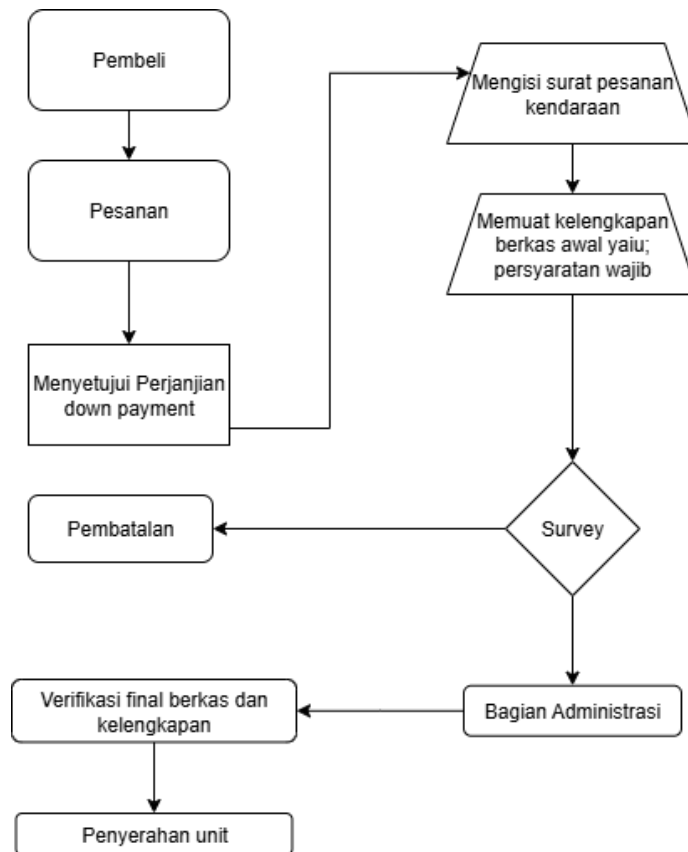 Pembeli
Pesanan
Menyetujui Perjanjian
down payment
Mengisi surat pesanan
kendaraan
Memuat kelengkapan
berkas awal yaiu;
persyaratan wajib
Survey
Pembatalan
Bagian Administrasi
Verifikasi final berkas dan
kelengkapan
Penyerahan unit